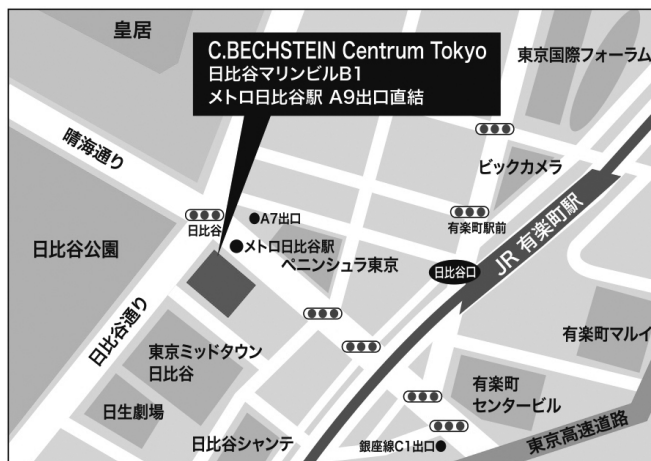 皇居
C.BECHSTEIN Centrum Tokyo
日比谷マリンビルB1
メトロ日比谷駅 A9出口直結
東京国際フォーラム
晴海通り
ビックカメラ
日比谷
A7出口
有楽町駅前
日比谷公園
メトロ日比谷駅
ペニンシュラ東京
JR 有楽町駅
日比谷口
日比谷通り
東京ミッドタウン
日比谷
有楽町マルイ
有楽町
センタービル
日生劇場
日比谷シャンテ
銀座線C1出口
東京高速道路